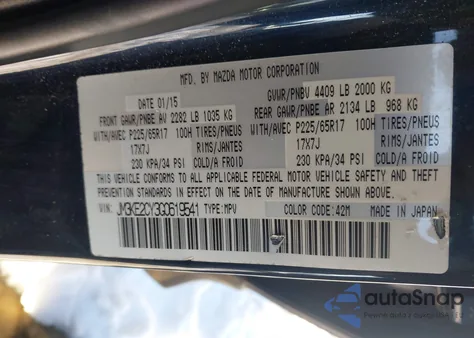 MFD. BY MAZDA MOTOR CORPORATION
DATE 01/15 GVWR/PNBV 4409 LB 2000 KG
FRONT GAWR/PNBE AV 2282 LB 1035 KG REAR GAWR/PNBE AR 2134 LB 968 KG
WITH/AVEC P225/65R17 100H TIRES/PNEUS WITH/AVEC P225/65R17 100H TIRES/PNEUS
17X7J RIMS/JANTES 17X7J RIMS/JANTES
230 KPA/34 PSI COLD/A FROID 230 KPA/34 PSI COLD/A FROID
THIS VEHICLE CONFORMS TO ALL APPLICABLE FEDERAL MOTOR VEHICLE SAFETY AND
THEFT PREVENTION STANDARDS IN EFFECT ON THE DATE OF MANUFACTURE SHOWN ABOVE.
VIN: JM3KE2CY3G0619541 TYPE:MPV COLOR CODE:42M MADE IN JAPAN
autoSnap